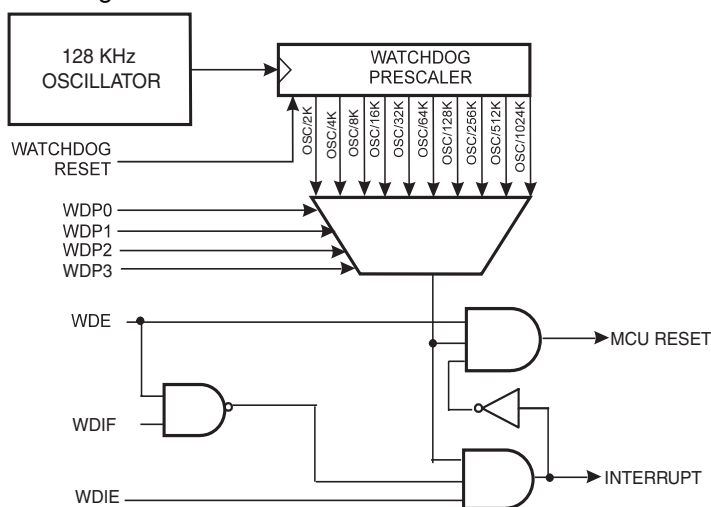 128 KHz
OSCILLATOR
WATCHDOG
PRESCALER
OSC/2K
OSC/4K
OSC/8K
OSC/16K
OSC/32K
OSC/64K
OSC/128K
OSC/256K
OSC/512K
OSC/1024K
WATCHDOG
RESET
WDP0
WDP1
WDP2
WDP3
WDE
MCU RESET
WDIF
INTERRUPT
WDIE